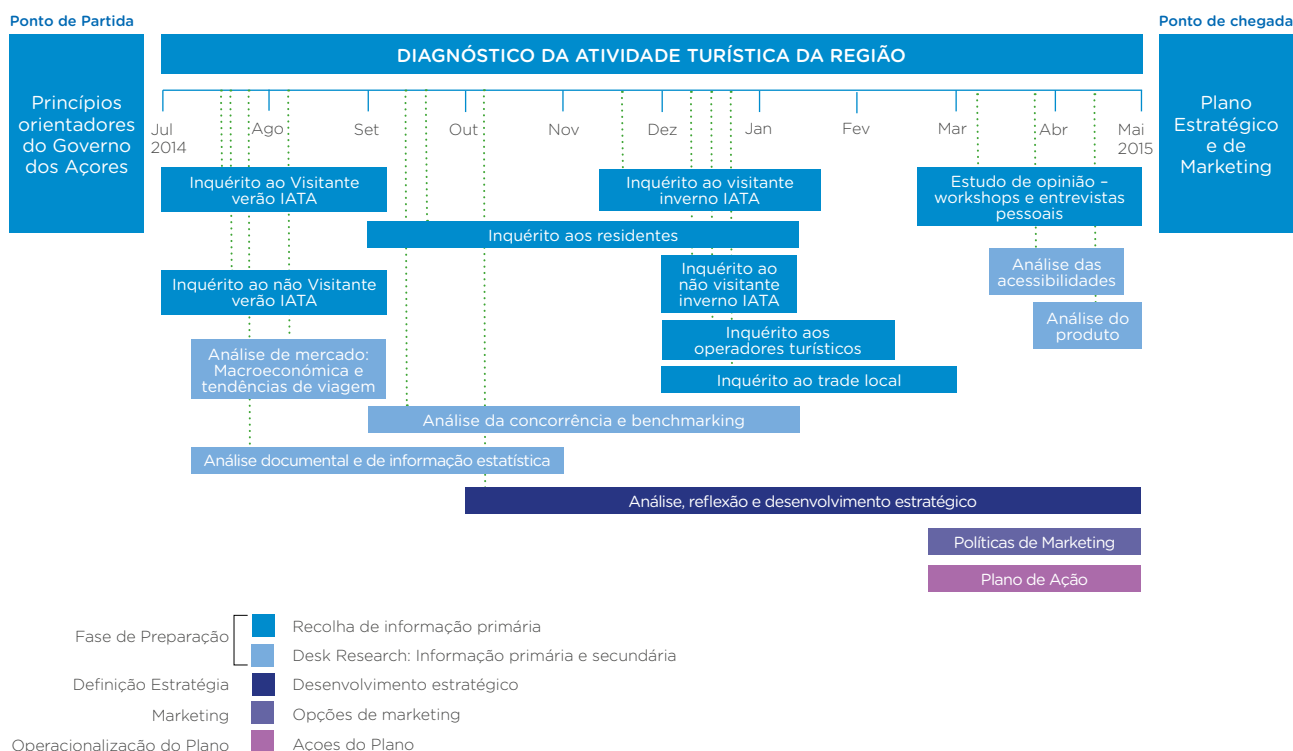 Ponto de Partida
Ponto de chegada
DIAGNÓSTICO DA ATIVIDADE TURÍSTICA DA REGIÃO
Princípios
orientadores
do Governo
dos Açores
Plano
Estratégico
e de
Marketing
Jul
2014
Ago
Set
Out
Nov
Dez
Jan
Fev
Mar
Abr
Mai
2015
Inquérito ao Visitante
verão IATA
Inquérito ao visitante
inverno IATA
Estudo de opinião –
workshops e entrevistas
pessoais
Inquérito aos residentes
Inquérito ao não Visitante
verão IATA
Inquérito ao
não visitante
inverno IATA
Análise das
acessibilidades
Análise do
produto
Inquérito aos
operadores turísticos
Análise de mercado:
Macroeconómica e
tendências de viagem
Inquérito ao trade local
Análise da concorrência e benchmarking
Análise documental e de informação estatística
Análise, reflexão e desenvolvimento estratégico
Políticas de Marketing
Plano de Ação
Fase de Preparação
Recolha de informação primária
Desk Research: Informação primária e secundária
Definição Estratégia
Desenvolvimento estratégico
Marketing
Opções de marketing
Operacionalização do Plano
Açoes do Plano